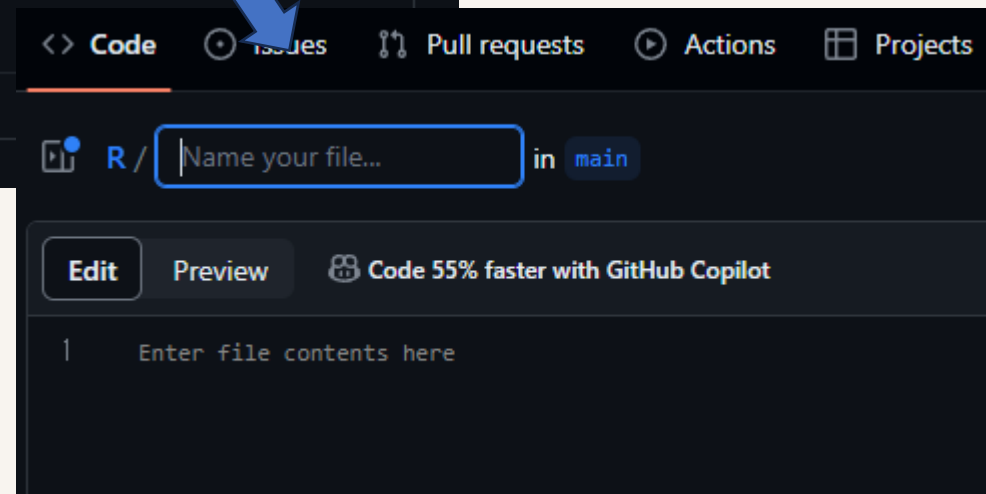 <> Code Issues Pull requests Actions Projects
R / Name your file... in main
Edit Preview Code 55% faster with GitHub Copilot
1 Enter file contents here